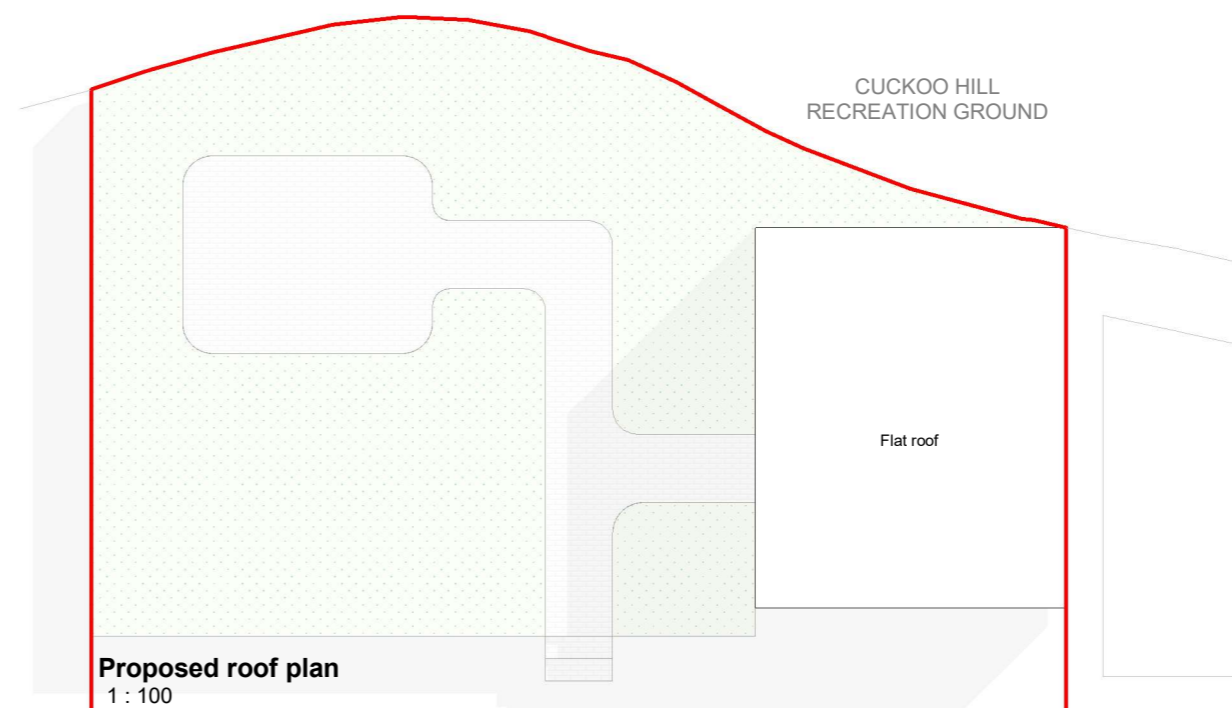 CUCKOO HILL
RECREATION GROUND
Flat roof
Proposed roof plan
1 : 100